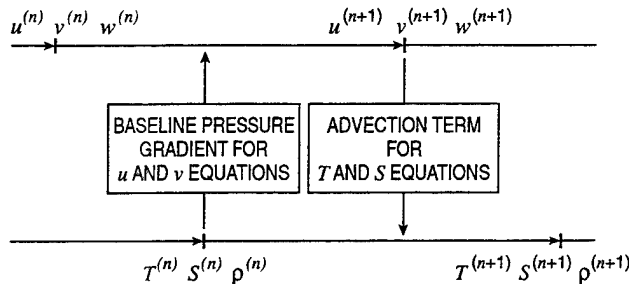 u^(n) v^(n) w^(n) u^(n+1) v^(n+1) w^(n+1)
BASELINE PRESSURE
GRADIENT FOR
u AND v EQUATIONS
ADVECTION TERM
FOR
T AND S EQUATIONS
T^(n) S^(n) ρ^(n) T^(n+1) S^(n+1) ρ^(n+1)